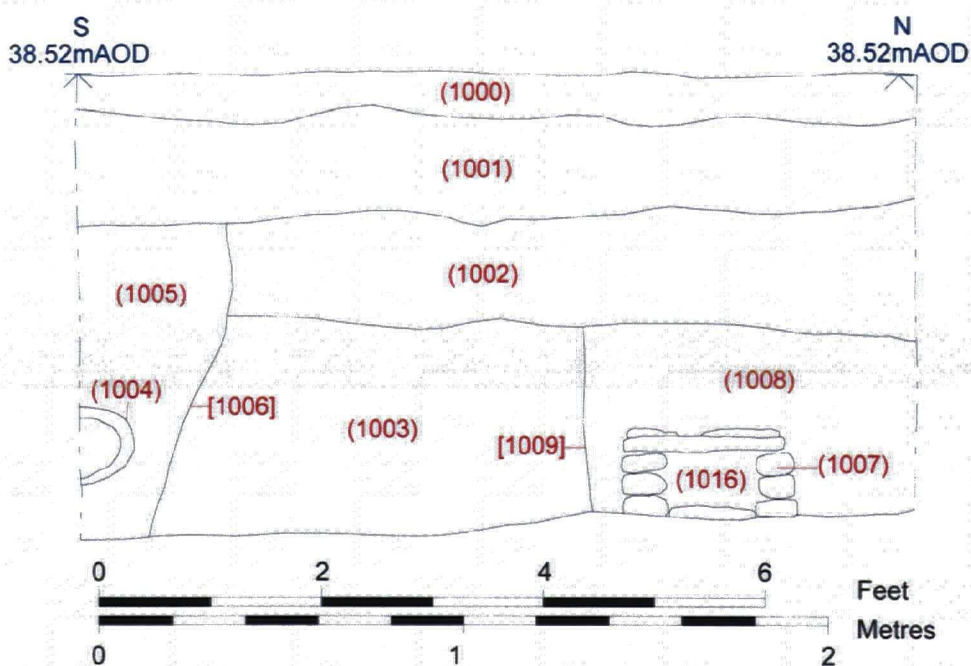 S N
38.52mAOD 38.52mAOD
(1000)
(1001)
(1002)
(1005)
(1008)
(1004)
[1006]
(1003)
[1009]
(1007)
(1016)
0 2 4 6
Feet
Metres
0 1 2